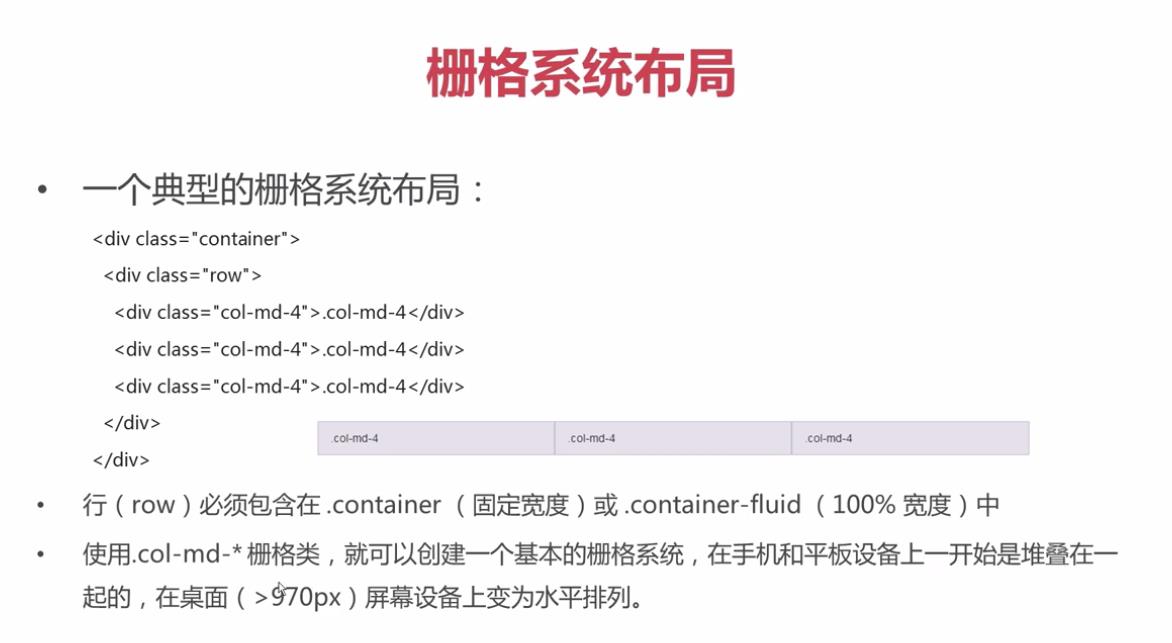 栅格系统布局
• 一个典型的栅格系统布局：
<div class="container">
<div class="row">
<div class="col-md-4">.col-md-4</div>
<div class="col-md-4">.col-md-4</div>
<div class="col-md-4">.col-md-4</div>
</div>
.col-md-4 .col-md-4 .col-md-4
</div>
• 行（row）必须包含在 .container （固定宽度）或 .container-fluid （100% 宽度）中
• 使用.col-md-* 栅格类，就可以创建一个基本的栅格系统，在手机和平板设备上一开始是堆叠在一
起的，在桌面（>970px）屏幕设备上变为水平排列。